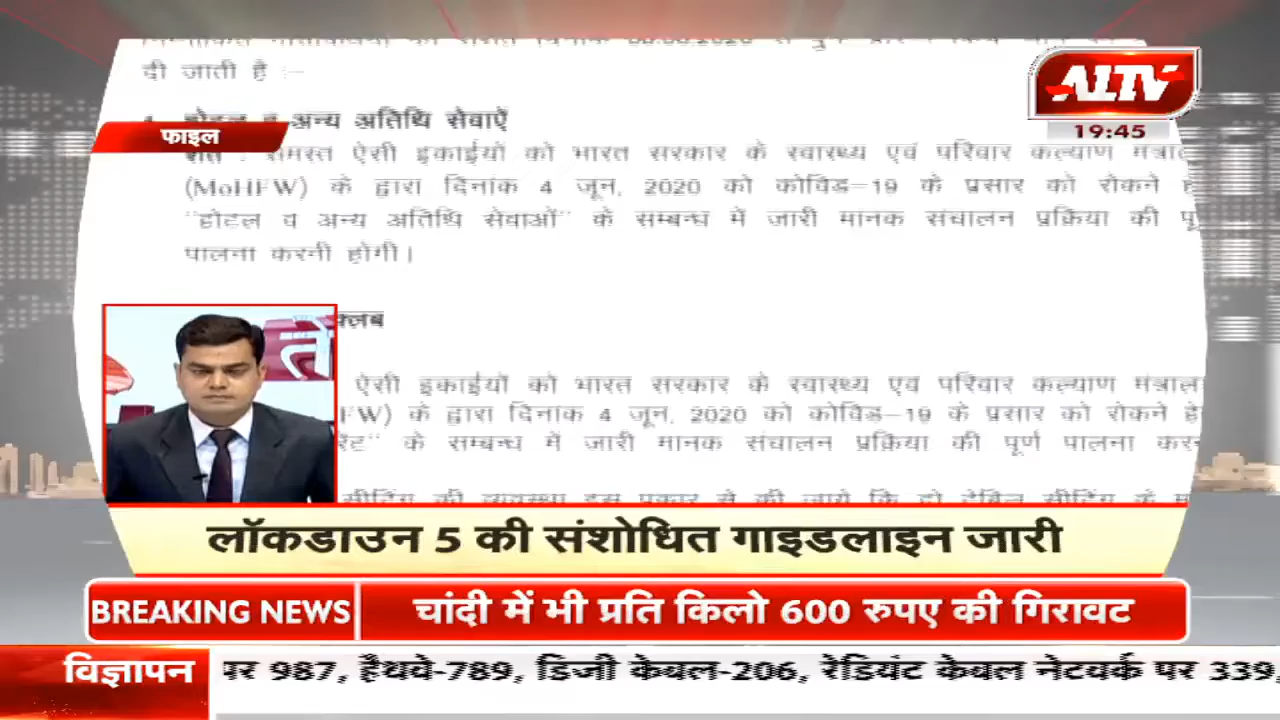 दी जाती है :–
ALTV
19:45
व अन्य अतिथि सेवाऐं
फाइल
समस्त ऐसी इकाईयों को भारत सरकार के स्वास्थ्य एवं परिवार कल्याण
(MoHFW) के द्वारा दिनांक 4 जून, 2020 को कोविड–19 के प्रसार को रोकने
"होटल व अन्य अतिथि सेवाओं" के सम्बन्ध में जारी मानक संचालन प्रक्रिया की
पालना करनी होगी।
क्लब
ऐसी इकाईयों को भारत सरकार के स्वास्थ्य एवं परिवार कल्याण
के द्वारा दिनांक 4 जून, 2020 को कोविड–19 के प्रसार को रोकने
के सम्बन्ध में जारी मानक संचालन प्रक्रिया की पूर्ण पालना
लॉकडाउन 5 की संशोधित गाइडलाइन जारी
BREAKING NEWS चांदी में भी प्रति किलो 600 रुपए की गिरावट
विज्ञापन पर 987, हैथवे-789, डिजी केबल-206, रेडियंट केबल नेटवर्क पर 339,